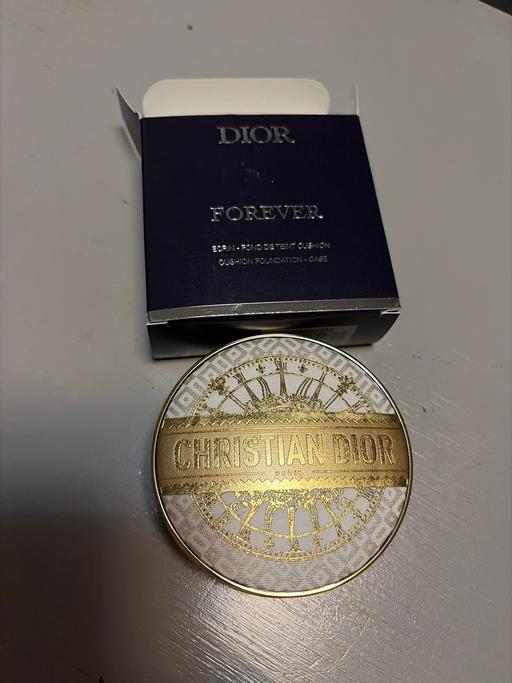 DIOR
FOREVER
ECRIN - FOND DE TEINT CUSHION
CUSHION FOUNDATION - CASE
CHRISTIAN DIOR
PARIS